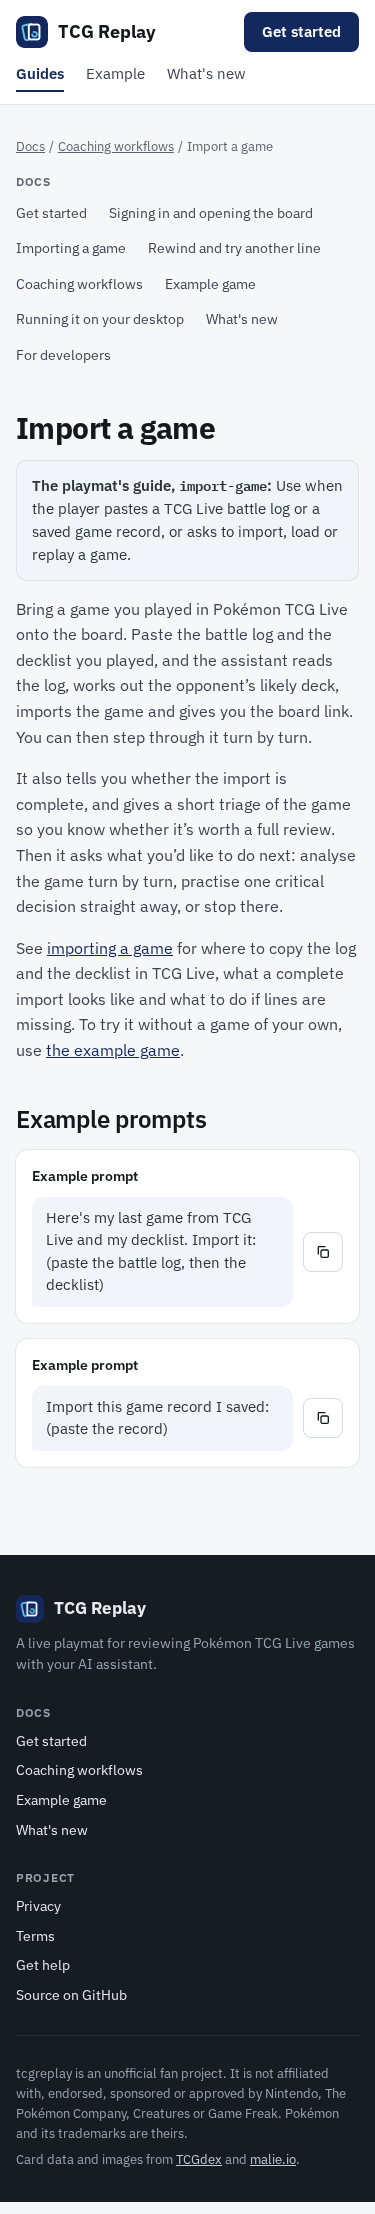 TCG Replay
Get started
Guides Example What's new
Docs / Coaching workflows / Import a game
DOCS
Get started Signing in and opening the board
Importing a game Rewind and try another line
Coaching workflows Example game
Running it on your desktop What's new
For developers
Import a game
The playmat's guide, import-game: Use when
the player pastes a TCG Live battle log or a
saved game record, or asks to import, load or
replay a game.
Bring a game you played in Pokémon TCG Live
onto the board. Paste the battle log and the
decklist you played, and the assistant reads
the log, works out the opponent’s likely deck,
imports the game and gives you the board link.
You can then step through it turn by turn.
It also tells you whether the import is
complete, and gives a short triage of the game
so you know whether it’s worth a full review.
Then it asks what you’d like to do next: analyse
the game turn by turn, practise one critical
decision straight away, or stop there.
See importing a game for where to copy the log
and the decklist in TCG Live, what a complete
import looks like and what to do if lines are
missing. To try it without a game of your own,
use the example game.
Example prompts
Example prompt
Here's my last game from TCG
Live and my decklist. Import it:
(paste the battle log, then the
decklist)
Example prompt
Import this game record I saved:
(paste the record)
TCG Replay
A live playmat for reviewing Pokémon TCG Live games
with your AI assistant.
DOCS
Get started
Coaching workflows
Example game
What's new
PROJECT
Privacy
Terms
Get help
Source on GitHub
tcgreplay is an unofficial fan project. It is not affiliated
with, endorsed, sponsored or approved by Nintendo, The
Pokémon Company, Creatures or Game Freak. Pokémon
and its trademarks are theirs.
Card data and images from TCGdex and malie.io.